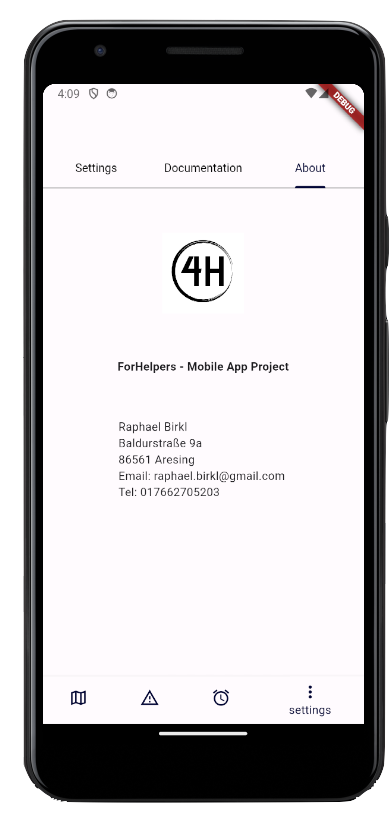 4:09
DEBUG
Settings Documentation About
4H
ForHelpers - Mobile App Project
Raphael Birkl
Baldurstraße 9a
86561 Aresing
Email: raphael.birkl@gmail.com
Tel: 017662705203
settings